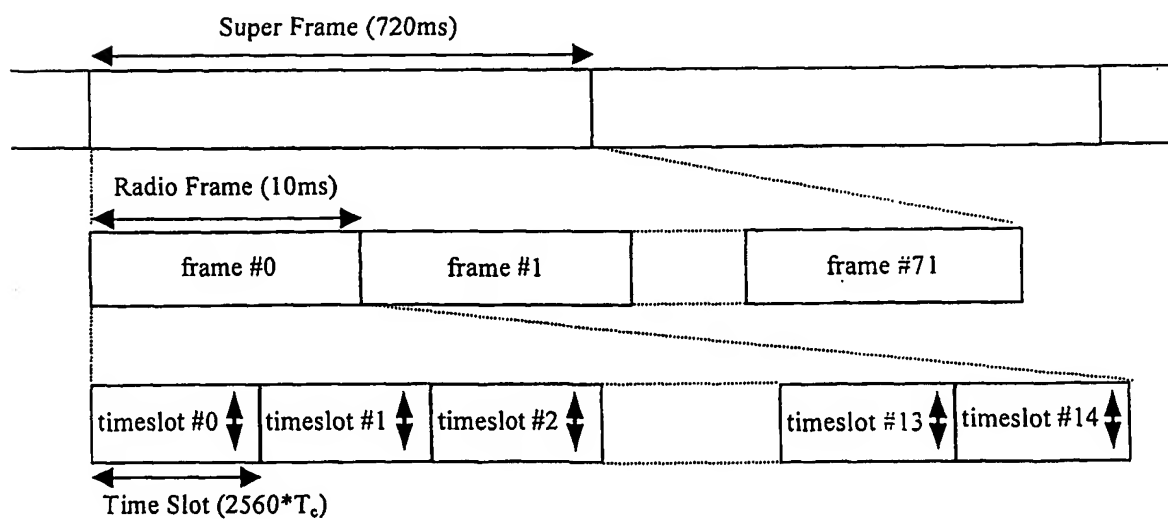 Super Frame (720ms)
Radio Frame (10ms)
frame #0 frame #1 frame #71
timeslot #0 timeslot #1 timeslot #2 timeslot #13 timeslot #14
Time Slot (2560*Tc)